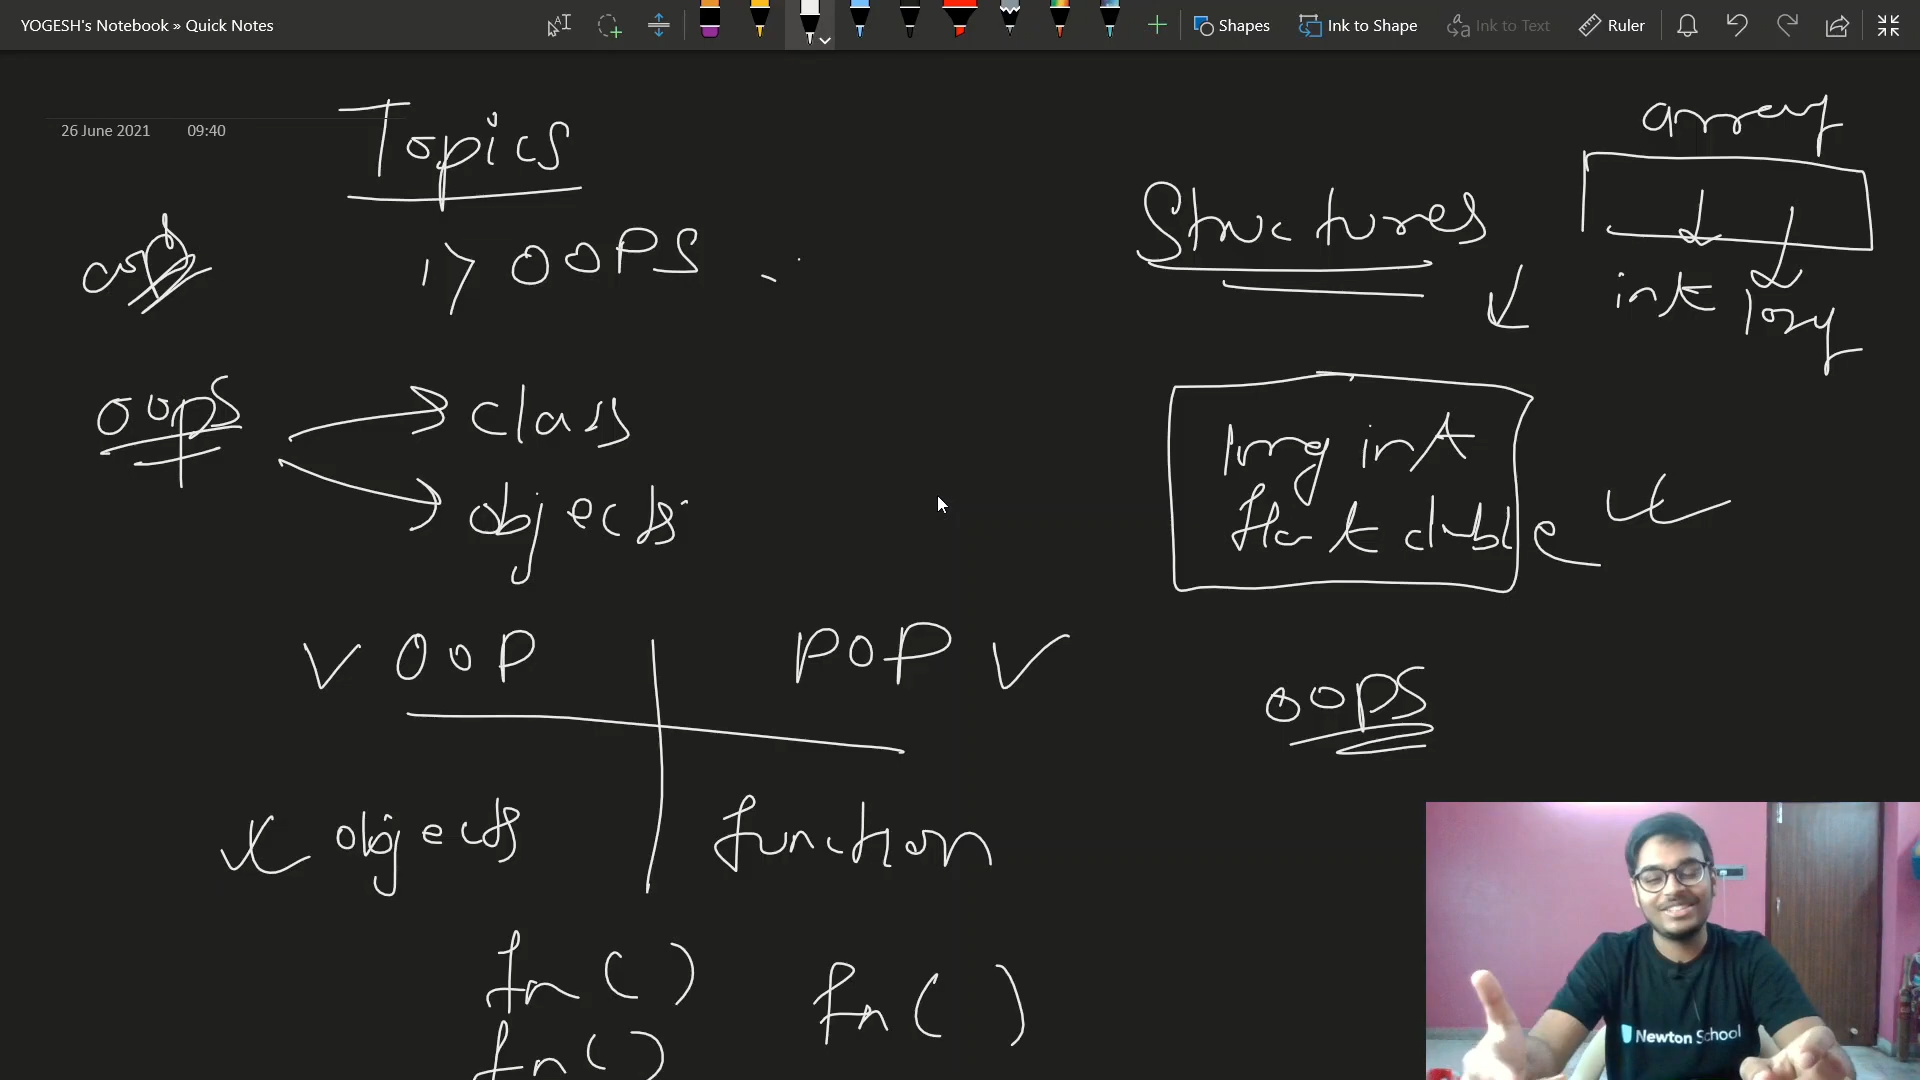 YOGESH's Notebook » Quick Notes
Shapes
Ink to Shape
Ink to Text
Ruler
26 June 2021 09:40
Topics
1> OOPS
oops
class
objects
OOP POP
objects function
fn ( ) fn ( )
fn ( )
Structures
array
int long
long int
float double
oops
Newton School